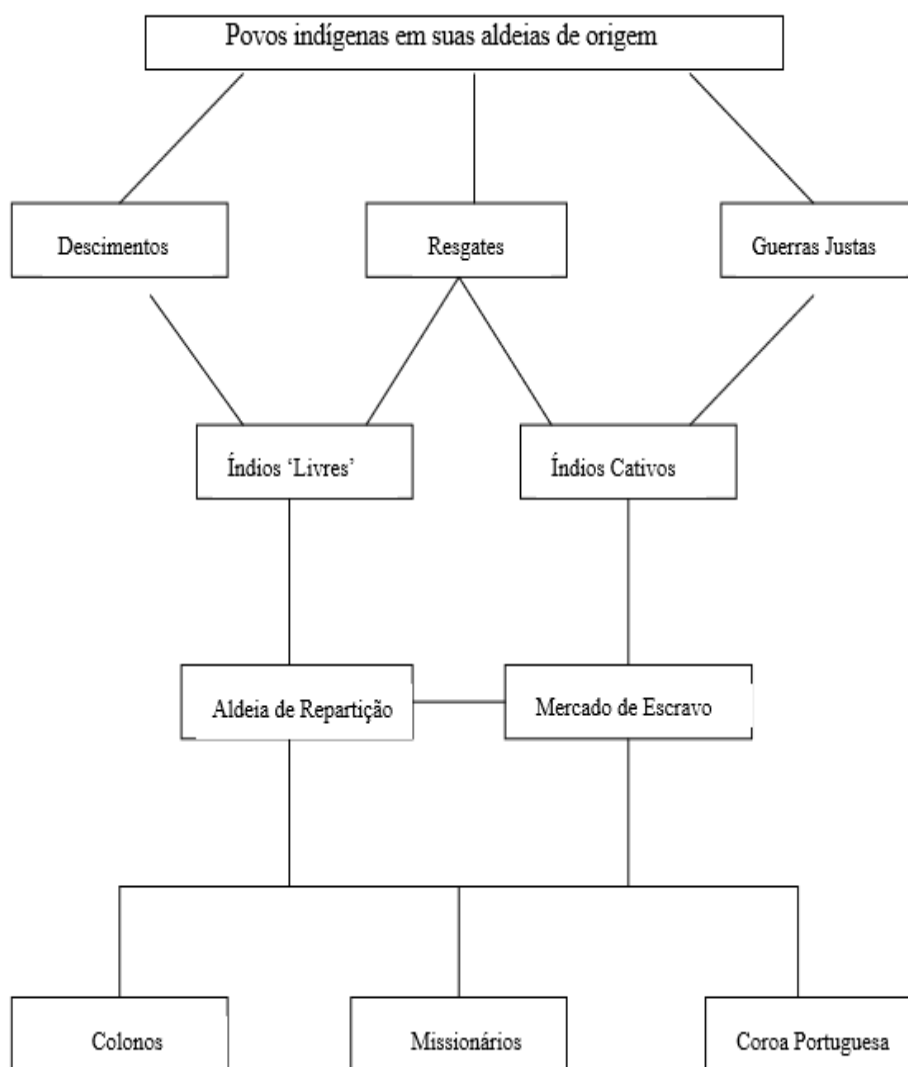 Povos indígenas em suas aldeias de origem
Descimentos
Resgates
Guerras Justas
Índios ‘Livres’
Índios Cativos
Aldeia de Repartição
Mercado de Escravo
Colonos
Missionários
Coroa Portuguesa